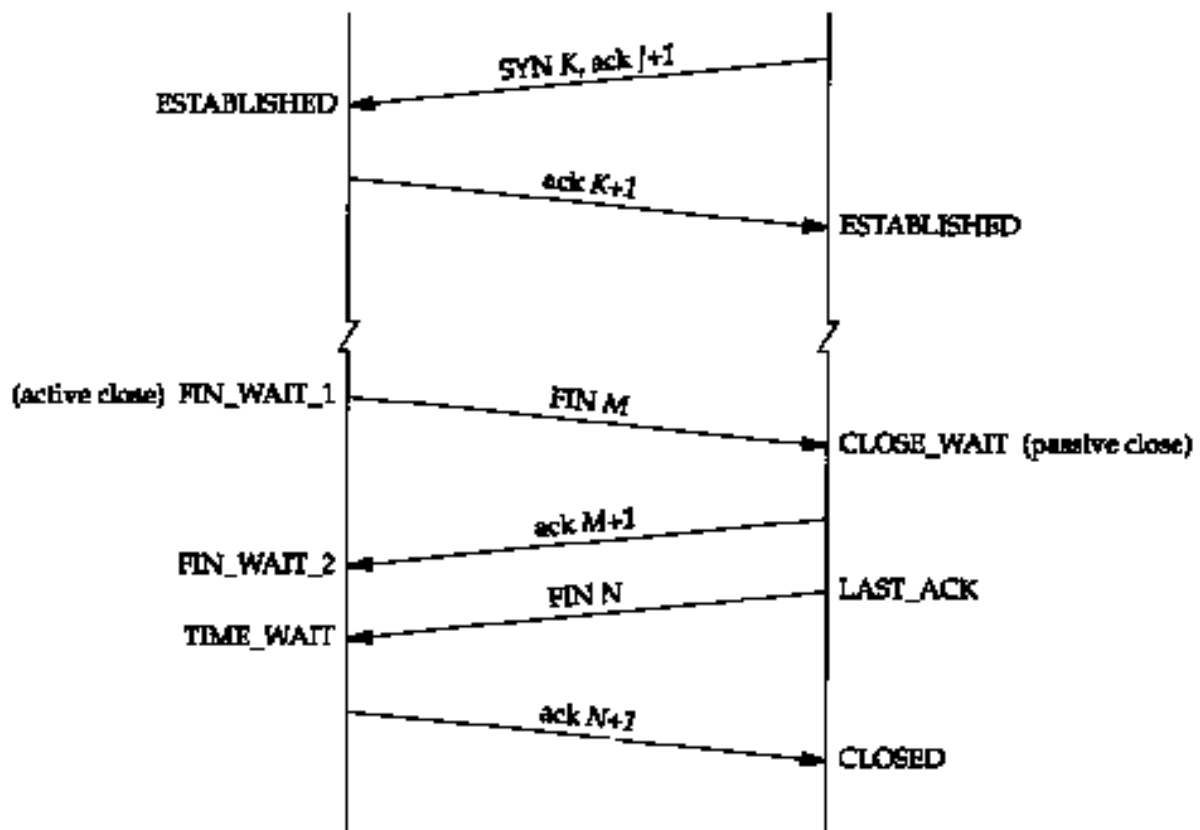 SYN K, ack J+1
ESTABLISHED
ack K+1
ESTABLISHED
(active close) FIN_WAIT_1
FIN M
CLOSE_WAIT (passive close)
ack M+1
FIN_WAIT_2
FIN N
LAST_ACK
TIME_WAIT
ack N+1
CLOSED